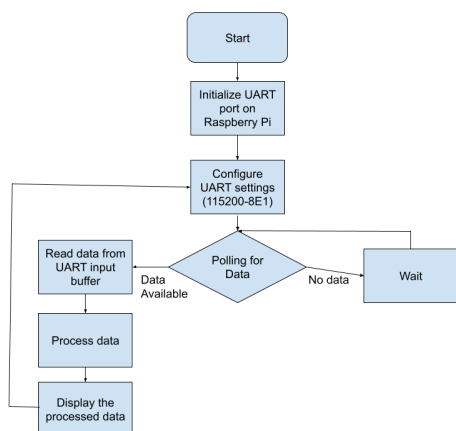 Start
Initialize UART
port on
Raspberry Pi
Configure
UART settings
(115200-8E1)
Polling for
Data
Read data from
UART input
buffer
Data
Available
No data
Wait
Process data
Display the
processed data